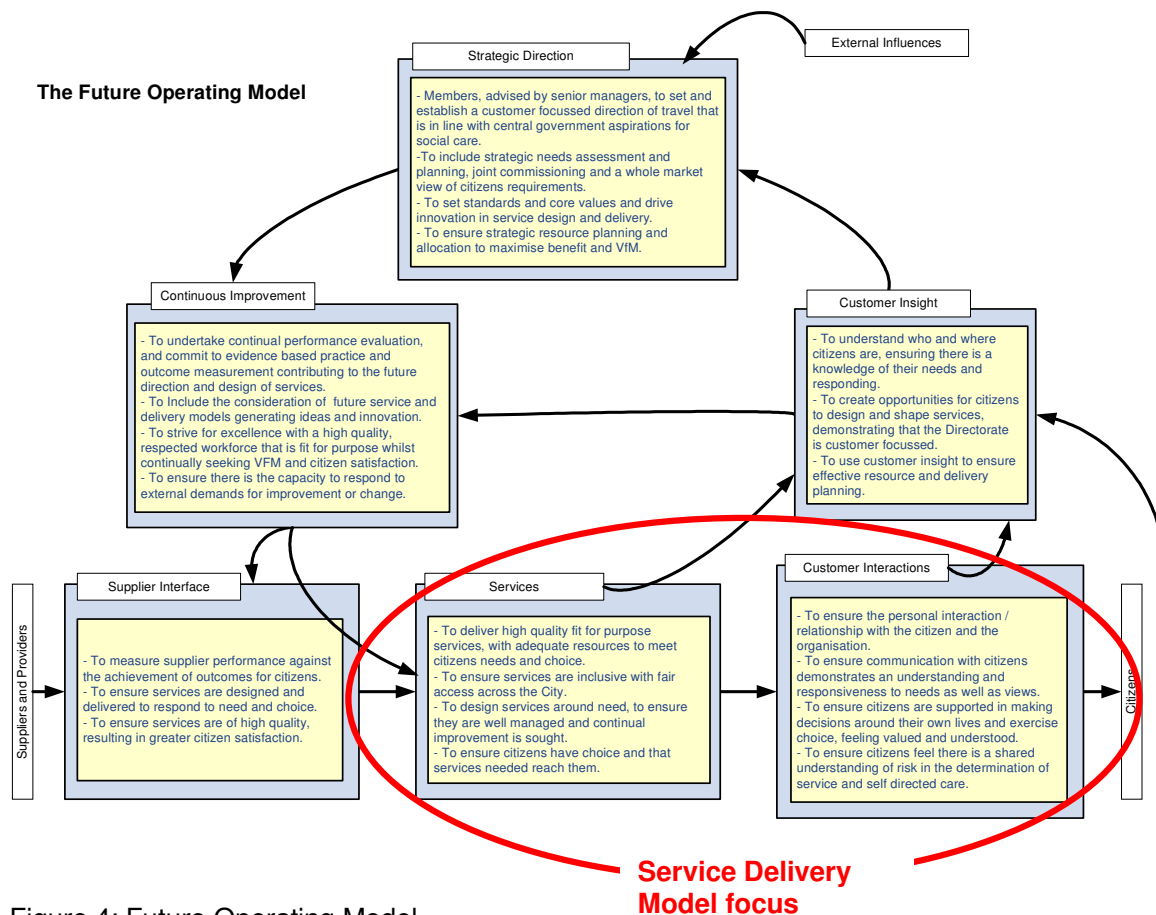 External Influences
Strategic Direction
The Future Operating Model
- Members, advised by senior managers, to set and
establish a customer focussed direction of travel that
is in line with central government aspirations for
social care.
-To include strategic needs assessment and
planning, joint commissioning and a whole market
view of citizens requirements.
- To set standards and core values and drive
innovation in service design and delivery.
- To ensure strategic resource planning and
allocation to maximise benefit and VfM.
Continuous Improvement
- To undertake continual performance evaluation,
and commit to evidence based practice and
outcome measurement contributing to the future
direction and design of services.
- To Include the consideration of future service and
delivery models generating ideas and innovation.
- To strive for excellence with a high quality,
respected workforce that is fit for purpose whilst
continually seeking VFM and citizen satisfaction.
- To ensure there is the capacity to respond to
external demands for improvement or change.
Customer Insight
- To understand who and where
citizens are, ensuring there is a
knowledge of their needs and
responding.
- To create opportunities for citizens
to design and shape services,
demonstrating that the Directorate
is customer focussed.
- To use customer insight to ensure
effective resource and delivery
planning.
Suppliers and Providers
Supplier Interface
- To measure supplier performance against
the achievement of outcomes for citizens.
- To ensure services are designed and
delivered to respond to need and choice.
- To ensure services are of high quality,
resulting in greater citizen satisfaction.
Services
- To deliver high quality fit for purpose
services, with adequate resources to meet
citizens needs and choice.
- To ensure services are inclusive with fair
access across the City.
- To design services around need, to ensure
they are well managed and continual
improvement is sought.
- To ensure citizens have choice and that
services needed reach them.
Customer Interactions
- To ensure the personal interaction /
relationship with the citizen and the
organisation.
- To ensure communication with citizens
demonstrates an understanding and
responsiveness to needs as well as views.
- To ensure citizens are supported in making
decisions around their own lives and exercise
choice, feeling valued and understood.
- To ensure citizens feel there is a shared
understanding of risk in the determination of
service and self directed care.
Citizens
Service Delivery
Model focus
Figure 4: Future Operating Model